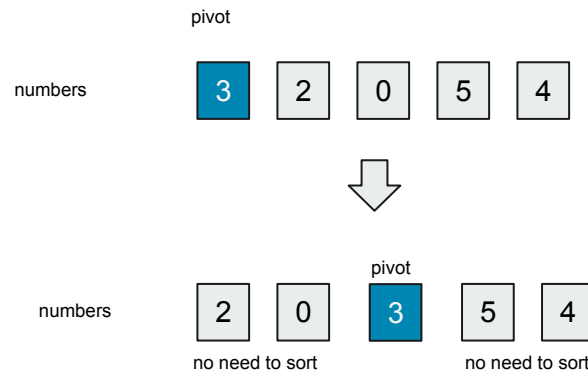 pivot
numbers 3 2 0 5 4
pivot
numbers 2 0 3 5 4
no need to sort no need to sort